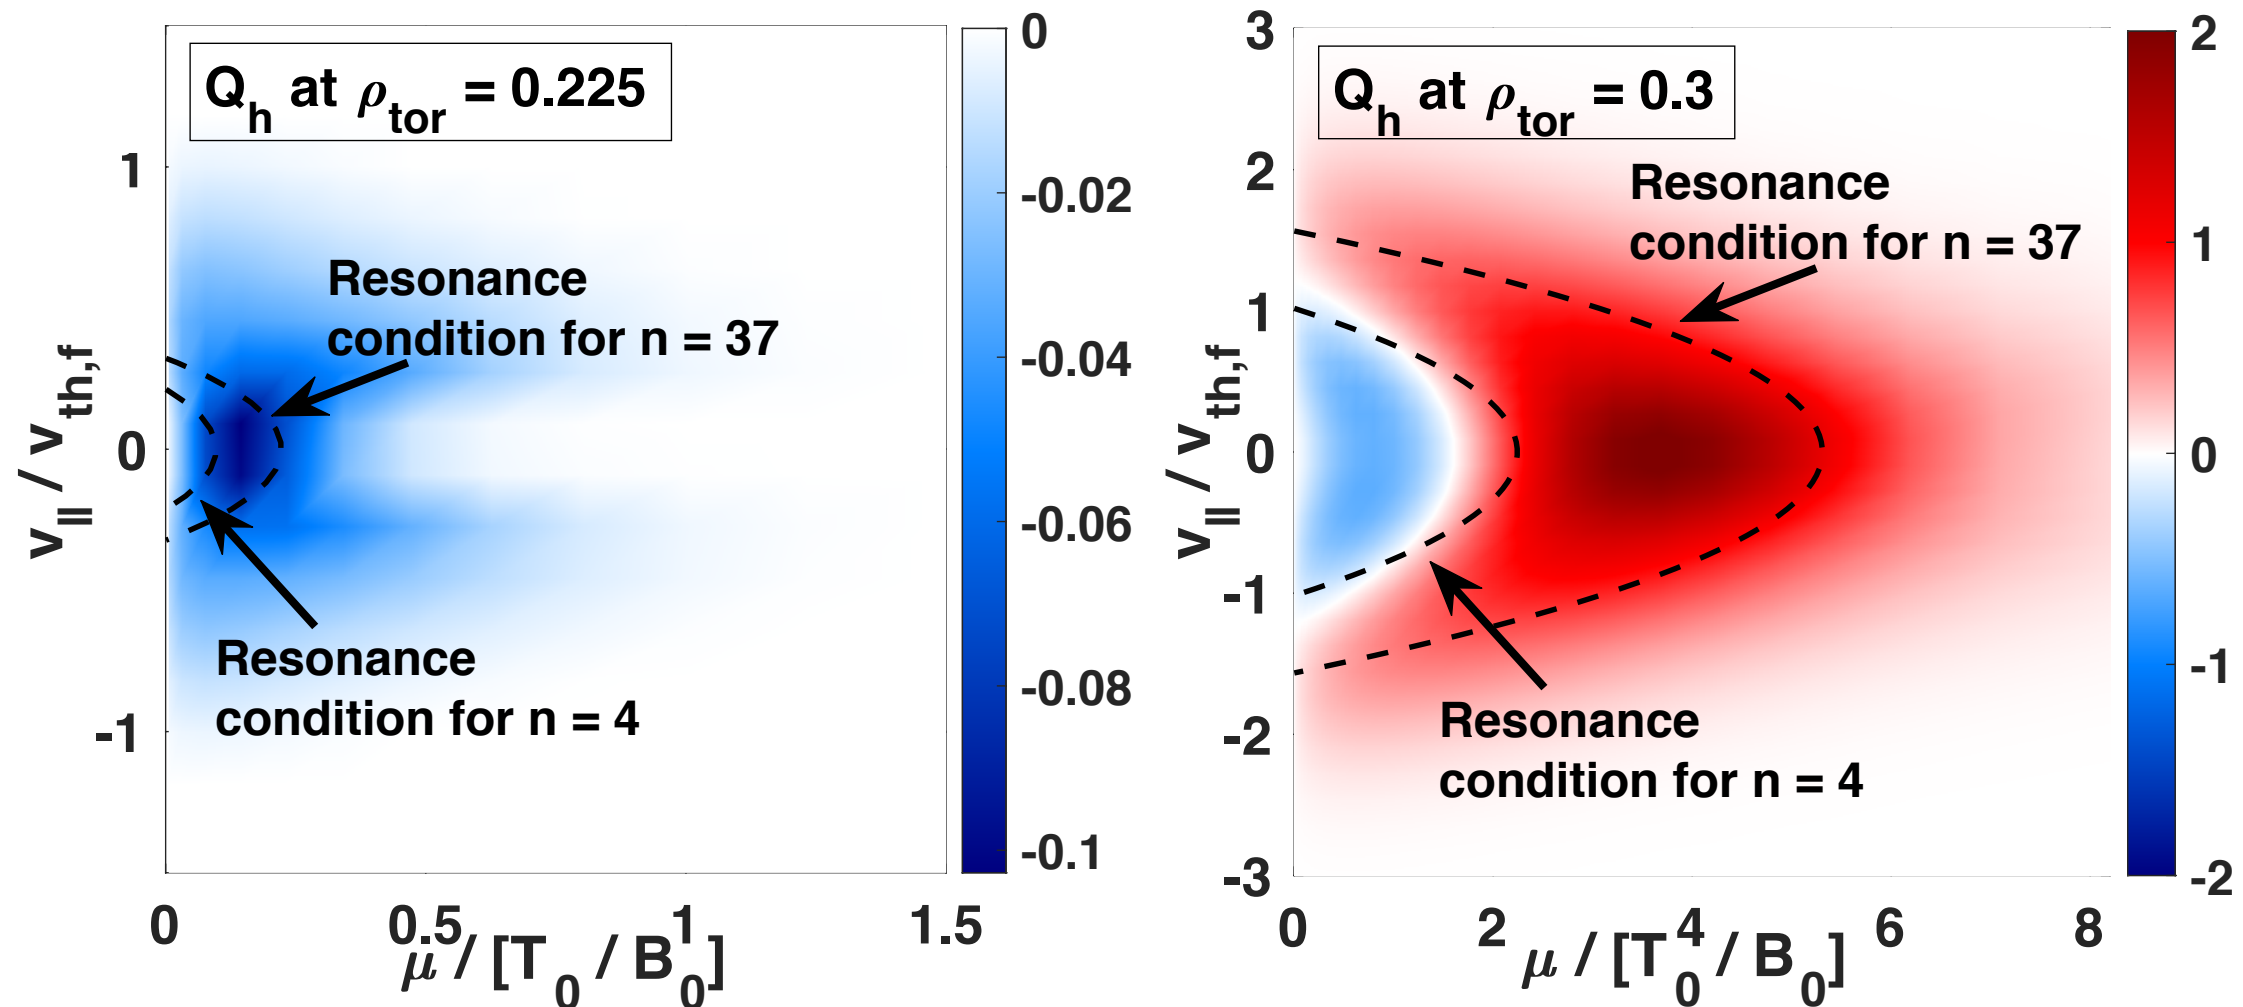 Q_h at ρ_tor = 0.225
Resonance
condition for n = 37
Resonance
condition for n = 4
v_|| / v_th,f
1
0
-1
0
0.5
1
1.5
μ / [T_0 / B_0]
0
-0.02
-0.04
-0.06
-0.08
-0.1
Q_h at ρ_tor = 0.3
Resonance
condition for n = 37
Resonance
condition for n = 4
v_|| / v_th,f
3
2
1
0
-1
-2
-3
0
2
4
6
8
μ / [T_0 / B_0]
2
1
0
-1
-2